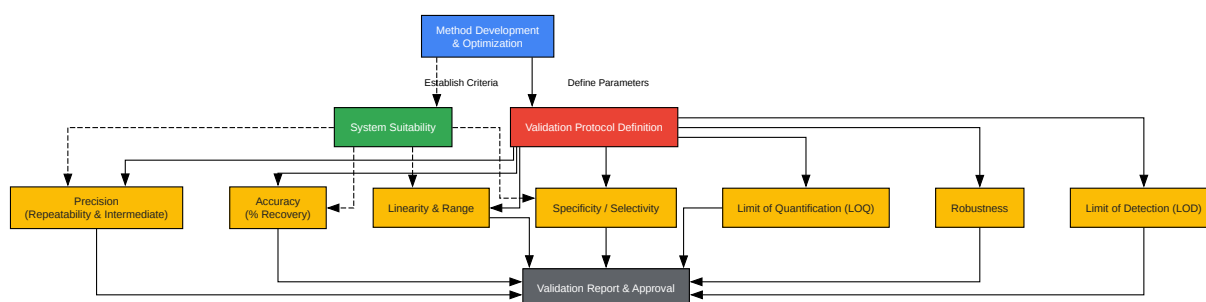 Method Development
& Optimization
Establish Criteria
Define Parameters
System Suitability
Validation Protocol Definition
Precision
(Repeatability & Intermediate)
Accuracy
(% Recovery)
Linearity & Range
Specificity / Selectivity
Limit of Quantification (LOQ)
Robustness
Limit of Detection (LOD)
Validation Report & Approval